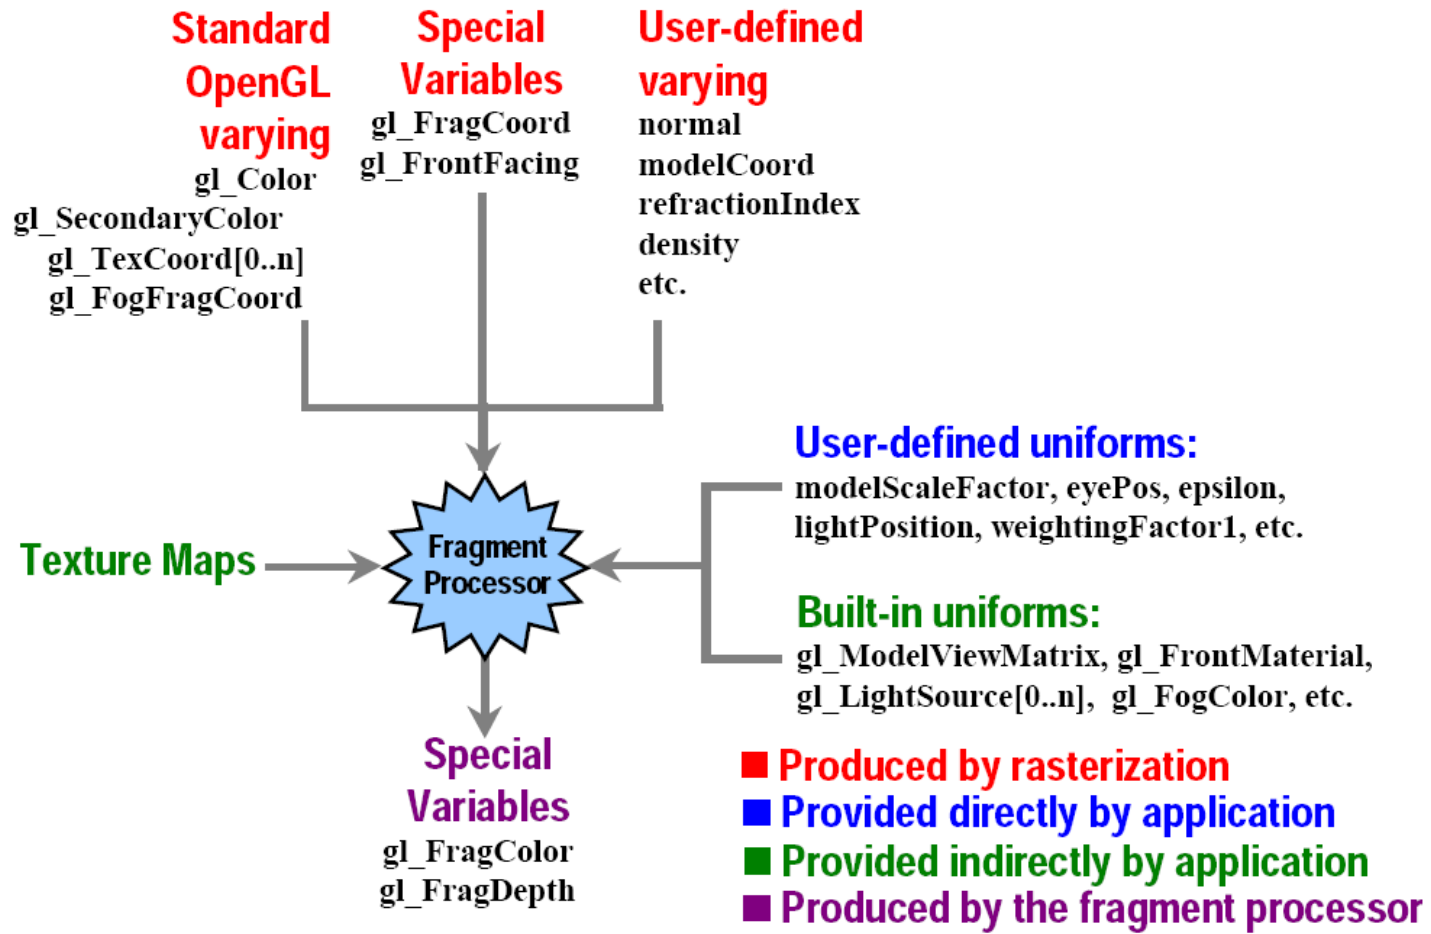 Standard
OpenGL
varying
gl_Color
gl_SecondaryColor
gl_TexCoord[0..n]
gl_FogFragCoord
Special
Variables
gl_FragCoord
gl_FrontFacing
User-defined
varying
normal
modelCoord
refractionIndex
density
etc.
Texture Maps
Fragment
Processor
User-defined uniforms:
modelScaleFactor, eyePos, epsilon,
lightPosition, weightingFactor1, etc.
Built-in uniforms:
gl_ModelViewMatrix, gl_FrontMaterial,
gl_LightSource[0..n], gl_FogColor, etc.
Special
Variables
gl_FragColor
gl_FragDepth
Produced by rasterization
Provided directly by application
Provided indirectly by application
Produced by the fragment processor